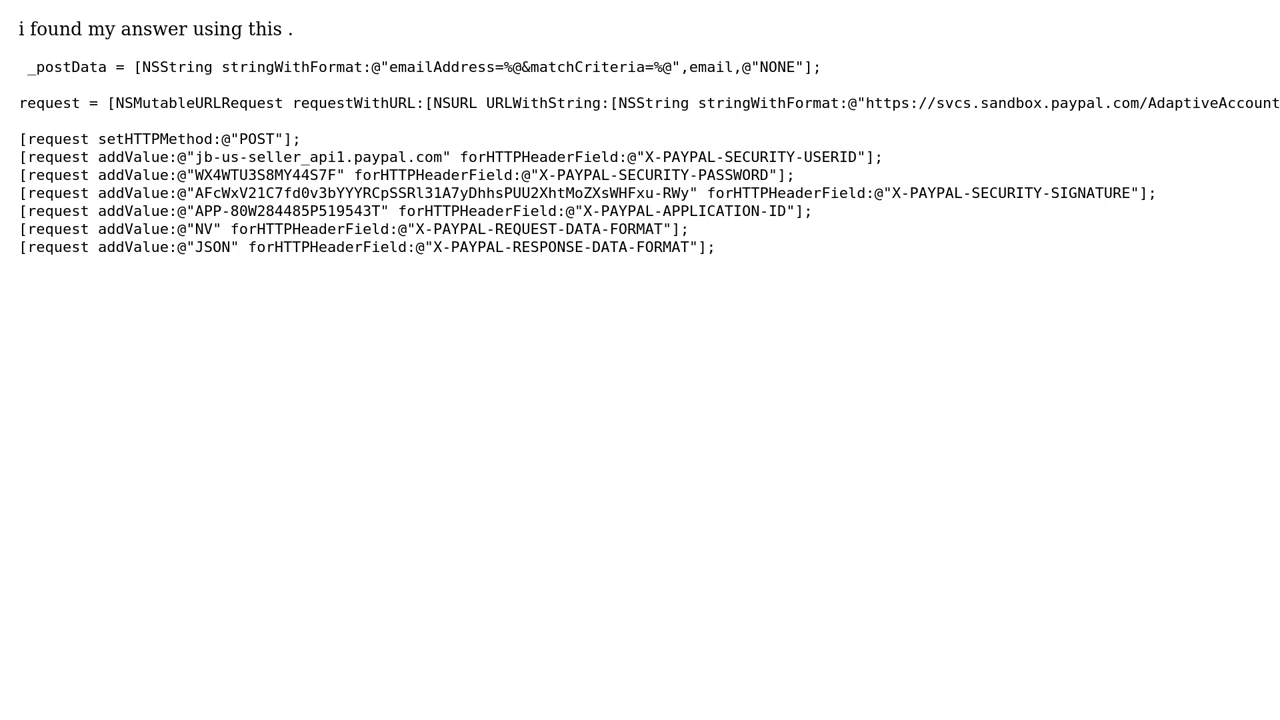 i found my answer using this .
_postData = [NSString stringWithFormat:@"emailAddress=%@&matchCriteria=%@",email,@"NONE"];
request = [NSMutableURLRequest requestWithURL:[NSURL URLWithString:[NSString stringWithFormat:@"https://svcs.sandbox.paypal.com/AdaptiveAccount
[request setHTTPMethod:@"POST"];
[request addValue:@"jb-us-seller_api1.paypal.com" forHTTPHeaderField:@"X-PAYPAL-SECURITY-USERID"];
[request addValue:@"WX4WTU3S8MY44S7F" forHTTPHeaderField:@"X-PAYPAL-SECURITY-PASSWORD"];
[request addValue:@"AFcWxV21C7fd0v3bYYYRCpSSRl31A7yDhhsPUU2XhtMoZXsWHFxu-RWy" forHTTPHeaderField:@"X-PAYPAL-SECURITY-SIGNATURE"];
[request addValue:@"APP-80W284485P519543T" forHTTPHeaderField:@"X-PAYPAL-APPLICATION-ID"];
[request addValue:@"NV" forHTTPHeaderField:@"X-PAYPAL-REQUEST-DATA-FORMAT"];
[request addValue:@"JSON" forHTTPHeaderField:@"X-PAYPAL-RESPONSE-DATA-FORMAT"];